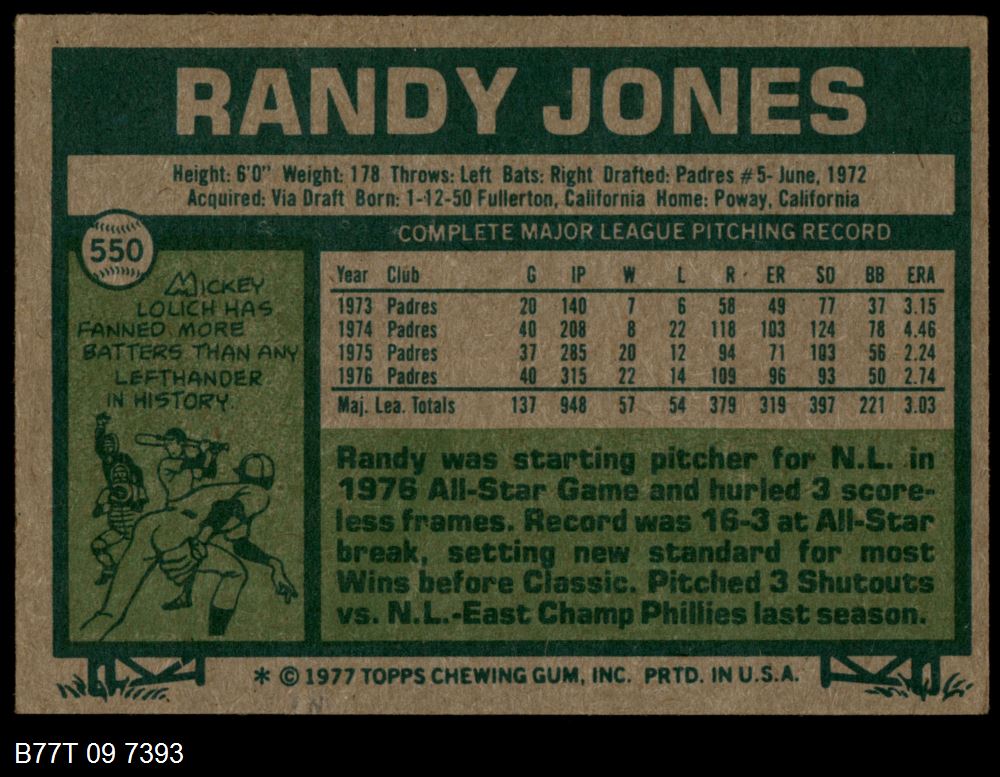 RANDY JONES
Height: 6'0" Weight: 178 Throws: Left Bats: Right Drafted: Padres #5-June, 1972
Acquired: Via Draft Born: 1-12-50 Fullerton, California Home: Poway, California
550
MICKEY
LOLICH HAS
FANNED MORE
BATTERS THAN ANY
LEFTHANDER
IN HISTORY.
COMPLETE MAJOR LEAGUE PITCHING RECORD
Year Club G IP W L R ER SO BB ERA
1973 Padres 20 140 7 6 58 49 77 37 3.15
1974 Padres 40 208 8 22 118 103 124 78 4.46
1975 Padres 37 285 20 12 94 71 103 56 2.24
1976 Padres 40 315 22 14 109 96 93 50 2.74
Maj. Lea. Totals 137 948 57 54 379 319 397 221 3.03
Randy was starting pitcher for N.L. in
1976 All-Star Game and hurled 3 score-
less frames. Record was 16-3 at All-Star
break, setting new standard for most
Wins before Classic. Pitched 3 Shutouts
vs. N.L.-East Champ Phillies last season.
* © 1977 TOPPS CHEWING GUM, INC. PRTD. IN U.S.A.
B77T 09 7393